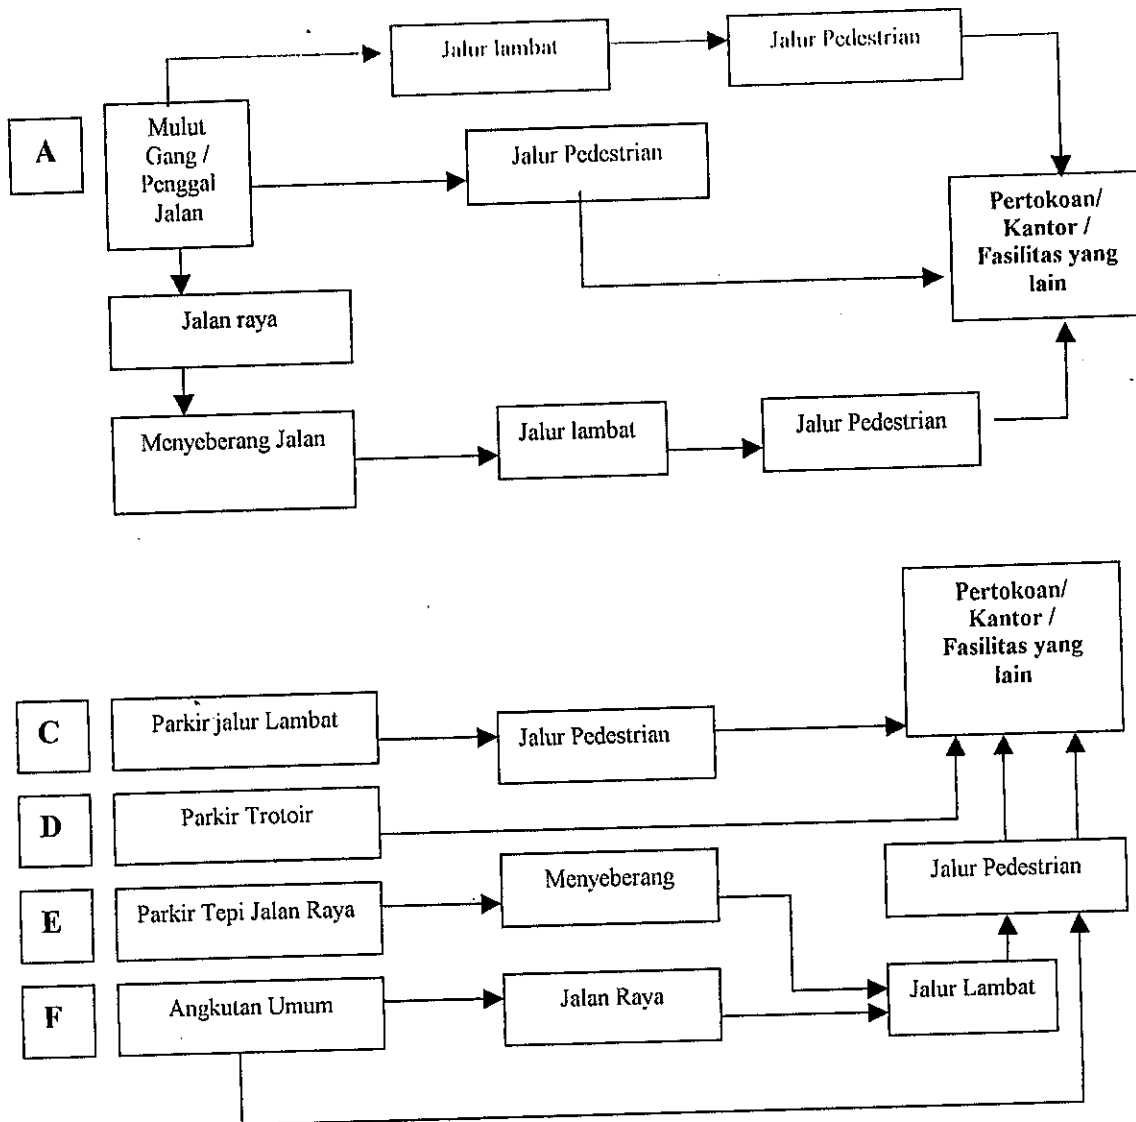 Jalur lambat
Jalur Pedestrian
A
Mulut
Gang /
Penggal
Jalan
Jalur Pedestrian
Pertokoan/
Kantor /
Fasilitas yang
lain
Jalan raya
Menyeberang Jalan
Jalur lambat
Jalur Pedestrian
Pertokoan/
Kantor /
Fasilitas yang
lain
C
Parkir jalur Lambat
Jalur Pedestrian
D
Parkir Trotoir
E
Parkir Tepi Jalan Raya
Menyeberang
Jalur Pedestrian
F
Angkutan Umum
Jalan Raya
Jalur Lambat